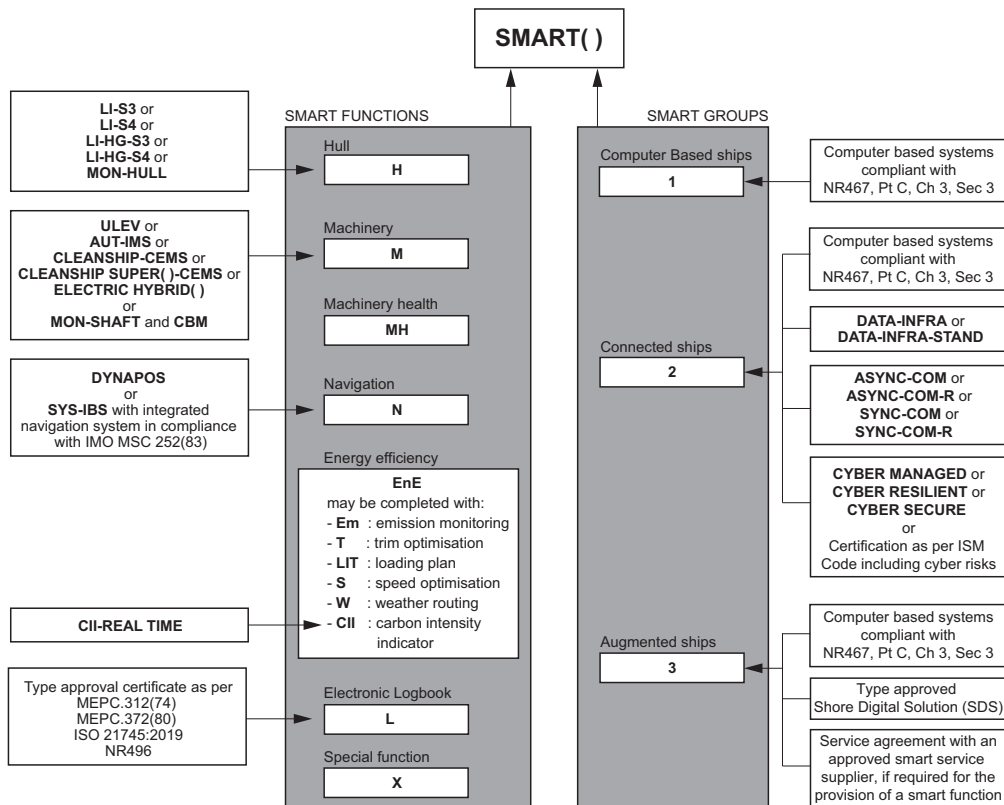 SMART( )
LI-S3 or
LI-S4 or
LI-HG-S3 or
LI-HG-S4 or
MON-HULL
ULEV or
AUT-IMS or
CLEANSHIP-CEMS or
CLEANSHIP SUPER( )-CEMS or
ELECTRIC HYBRID( )
or
MON-SHAFT and CBM
DYNAPOS
or
SYS-IBS with integrated
navigation system in compliance
with IMO MSC 252(83)
CII-REAL TIME
Type approval certificate as per
MEPC.312(74)
MEPC.372(80)
ISO 21745:2019
NR496
SMART FUNCTIONS
Hull
H
Machinery
M
Machinery health
MH
Navigation
N
Energy efficiency
EnE
may be completed with:
- Em : emission monitoring
- T : trim optimisation
- LIT : loading plan
- S : speed optimisation
- W : weather routing
- CII : carbon intensity
indicator
Electronic Logbook
L
Special function
X
SMART GROUPS
Computer Based ships
1
Connected ships
2
Augmented ships
3
Computer based systems
compliant with
NR467, Pt C, Ch 3, Sec 3
Computer based systems
compliant with
NR467, Pt C, Ch 3, Sec 3
DATA-INFRA or
DATA-INFRA-STAND
ASYNC-COM or
ASYNC-COM-R or
SYNC-COM or
SYNC-COM-R
CYBER MANAGED or
CYBER RESILIENT or
CYBER SECURE
or
Certification as per ISM
Code including cyber risks
Computer based systems
compliant with
NR467, Pt C, Ch 3, Sec 3
Type approved
Shore Digital Solution (SDS)
Service agreement with an
approved smart service
supplier, if required for the
provision of a smart function